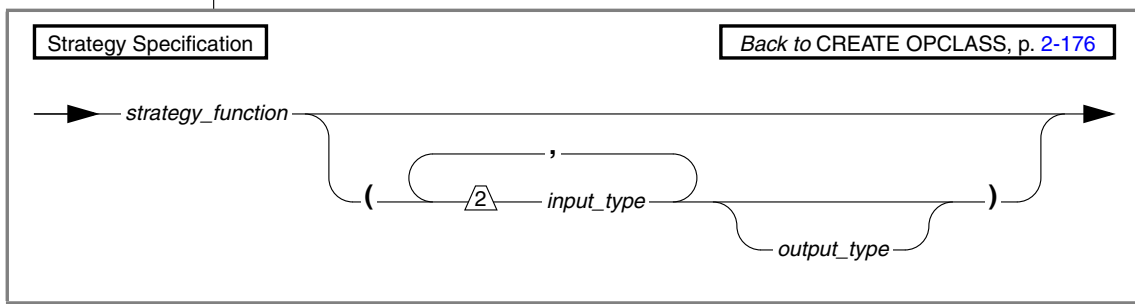 Strategy Specification
Back to CREATE OPCLASS, p. 2-176
strategy_function
,
( 2 input_type )
output_type